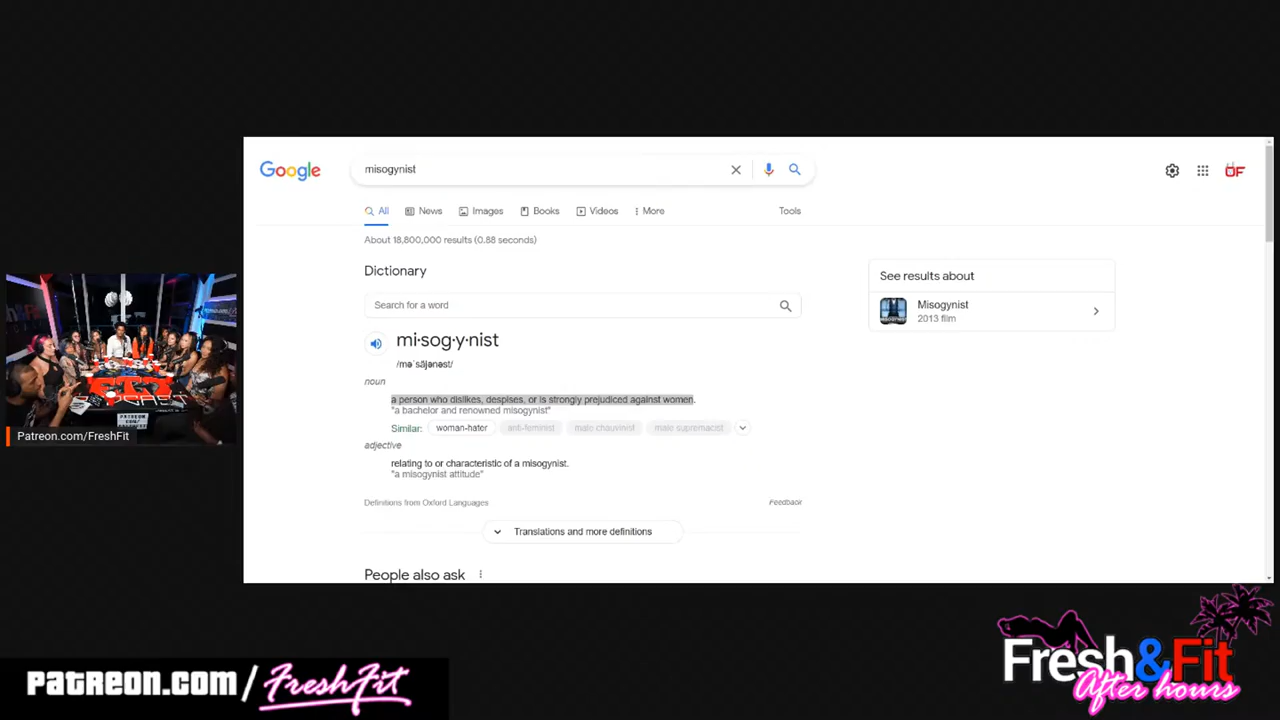 Google
misogynist
All News Images Books Videos More Tools
About 18,800,000 results (0.88 seconds)
Dictionary
Search for a word
mi·sog·y·nist
/məˈsäjənəst/
noun
a person who dislikes, despises, or is strongly prejudiced against women.
"a bachelor and renowned misogynist"
Similar: woman-hater anti-feminist male chauvinist male supremacist
adjective
relating to or characteristic of a misogynist.
"a misogynist attitude"
Definitions from Oxford Languages
Feedback
Translations and more definitions
People also ask
See results about
Misogynist
2013 film
OF
Patreon.com/FreshFit
PATREON.COM/FRESHFIT
Fresh&Fit
After hours